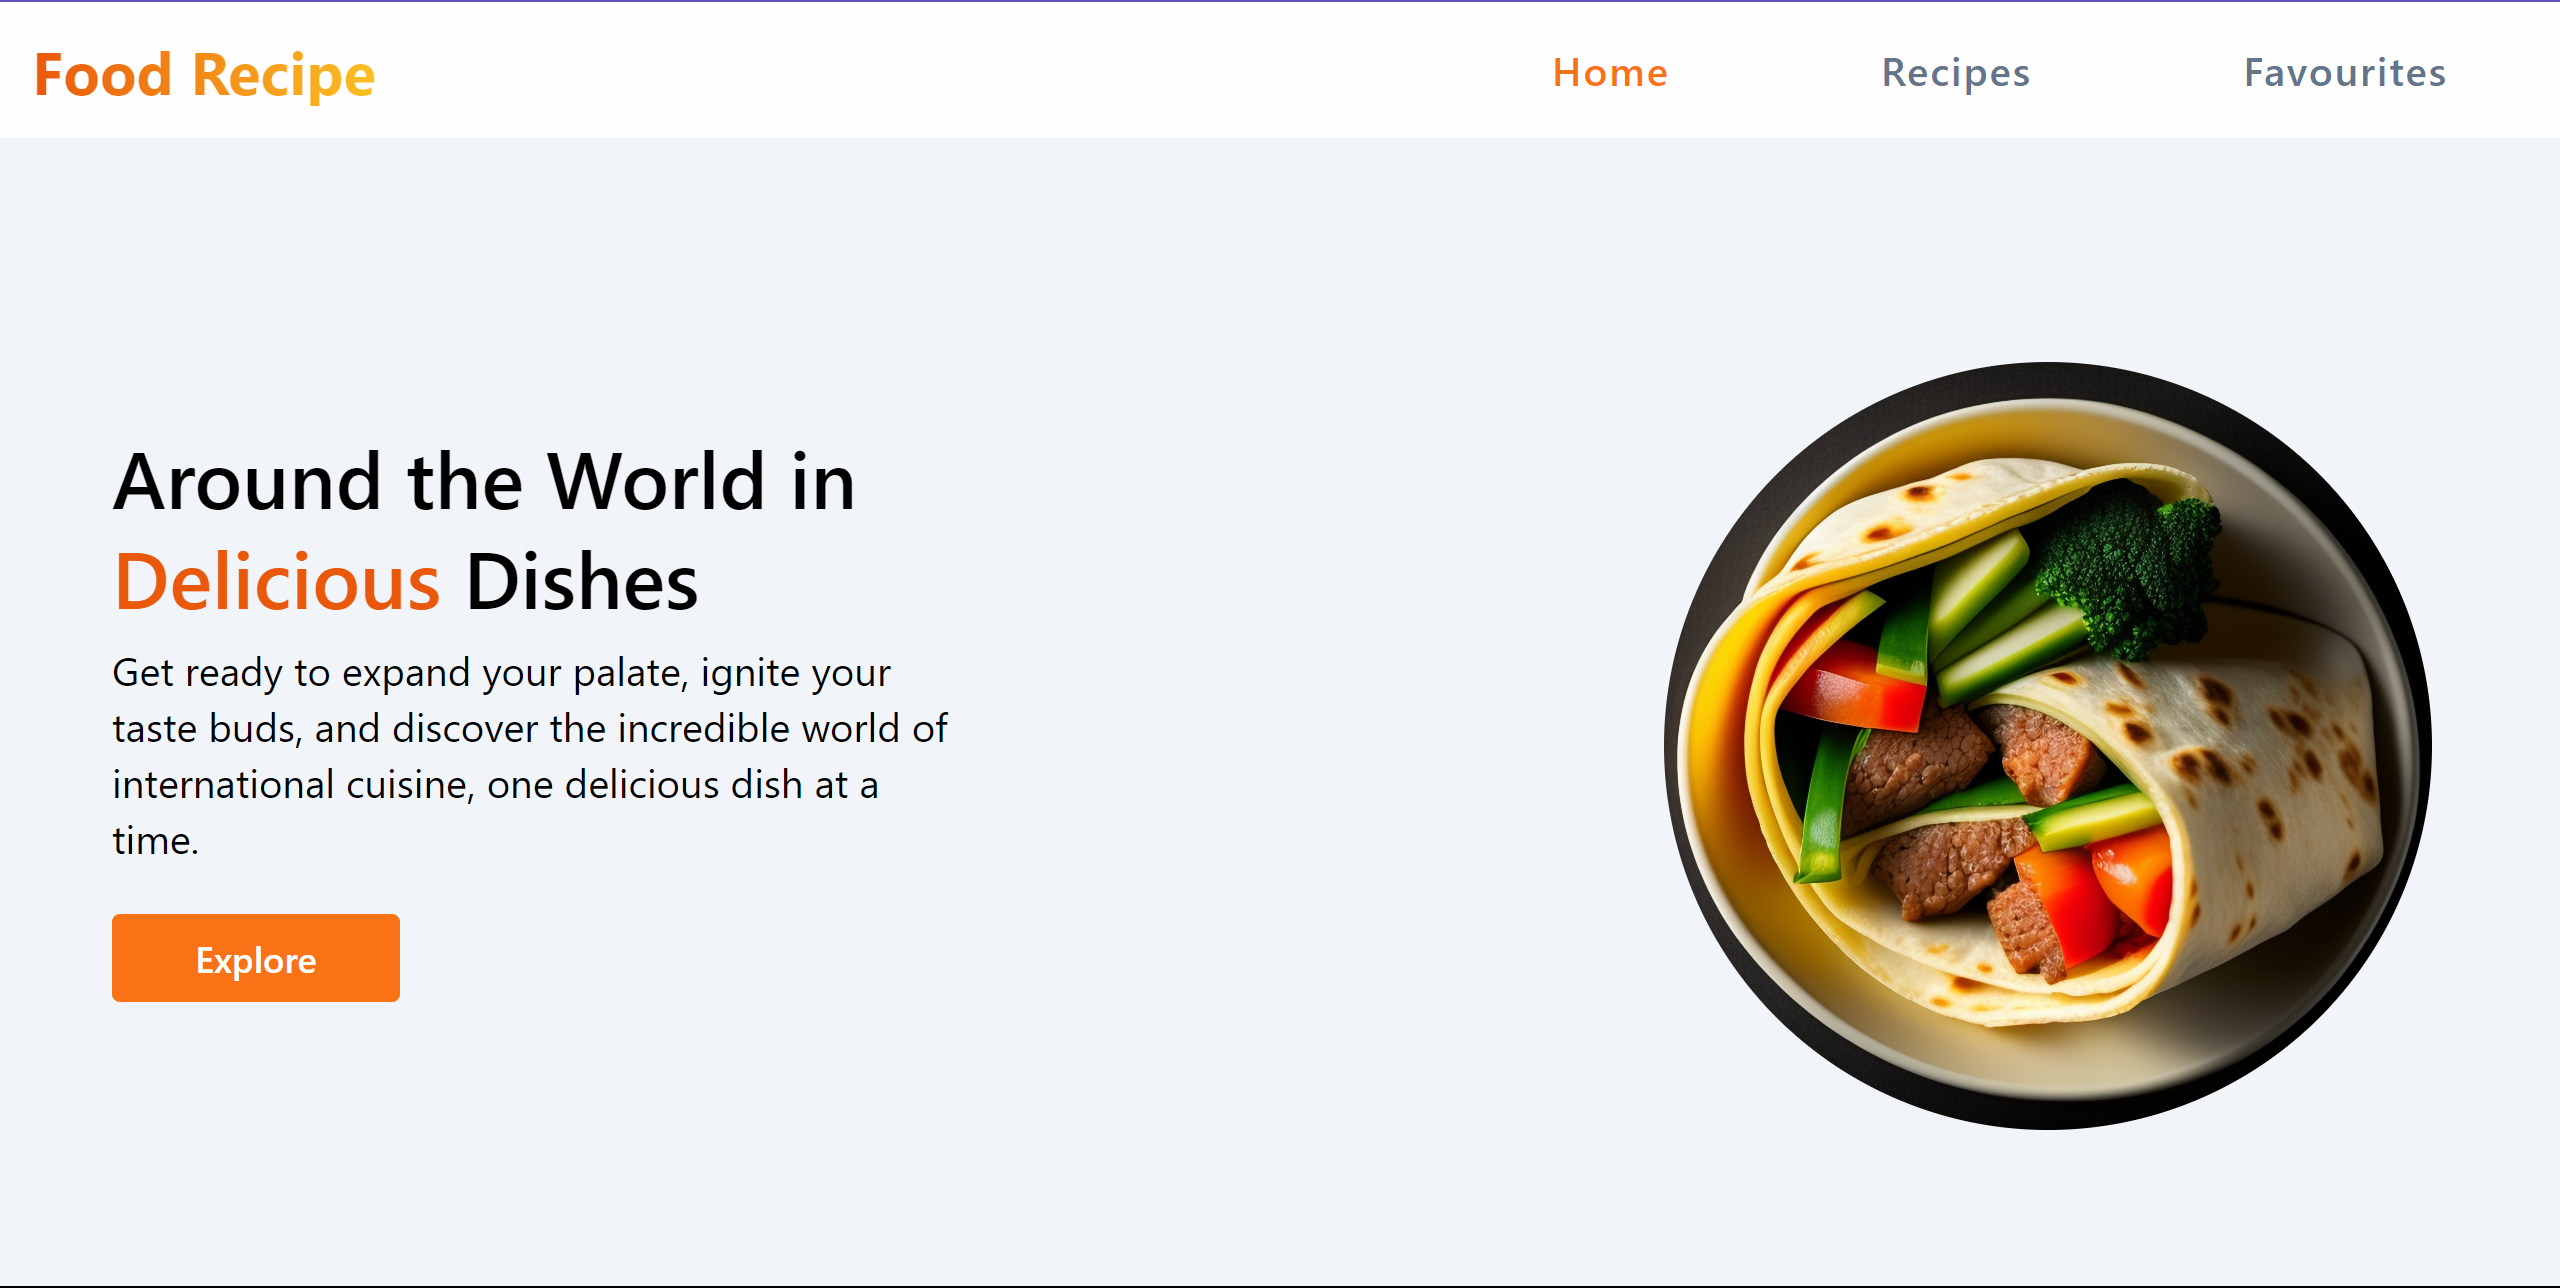 Food Recipe
Home
Recipes
Favourites
Around the World in
Delicious Dishes
Get ready to expand your palate, ignite your
taste buds, and discover the incredible world of
international cuisine, one delicious dish at a
time.
Explore